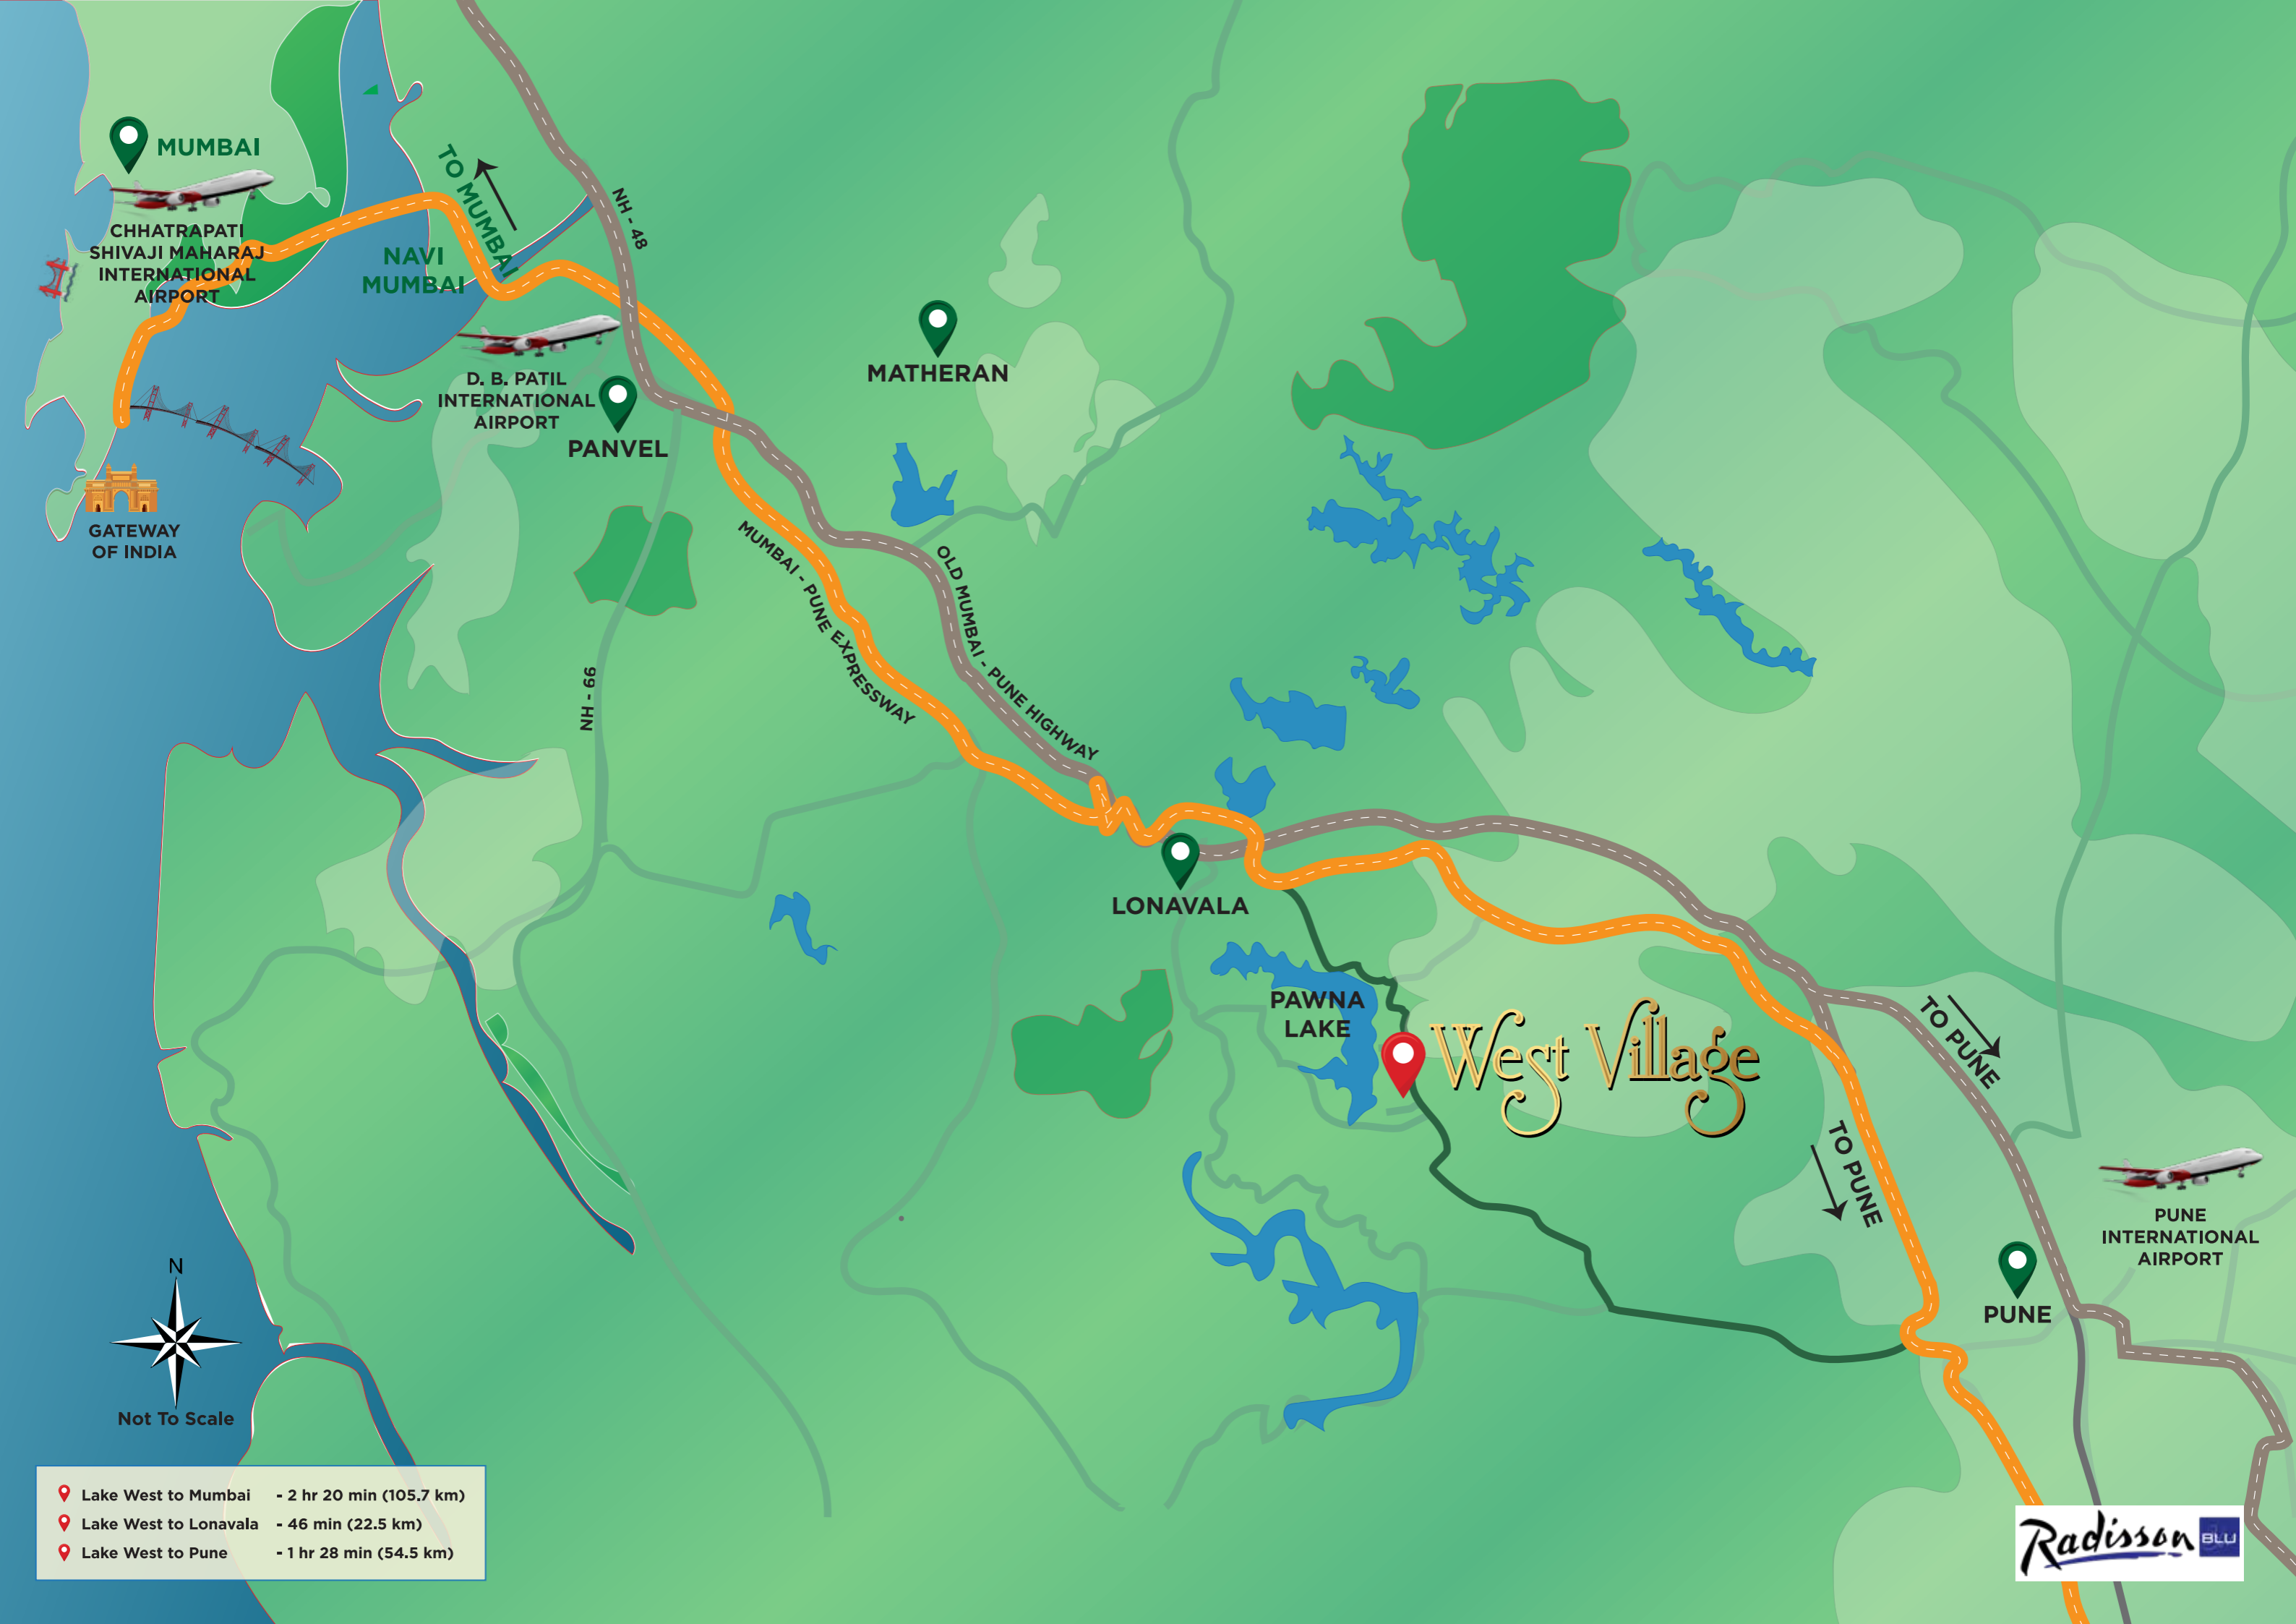 MUMBAI
CHHATRAPATI
SHIVAJI MAHARAJ
INTERNATIONAL
AIRPORT
TO MUMBAI
NAVI
MUMBAI
NH - 48
D. B. PATIL
INTERNATIONAL
AIRPORT
PANVEL
MATHERAN
GATEWAY
OF INDIA
MUMBAI - PUNE EXPRESSWAY
OLD MUMBAI - PUNE HIGHWAY
NH - 66
LONAVALA
PAWNA
LAKE
West Village
TO PUNE
TO PUNE
PUNE
INTERNATIONAL
AIRPORT
PUNE
N
Not To Scale
Lake West to Mumbai - 2 hr 20 min (105.7 km)
Lake West to Lonavala - 46 min (22.5 km)
Lake West to Pune - 1 hr 28 min (54.5 km)
Radisson BLU